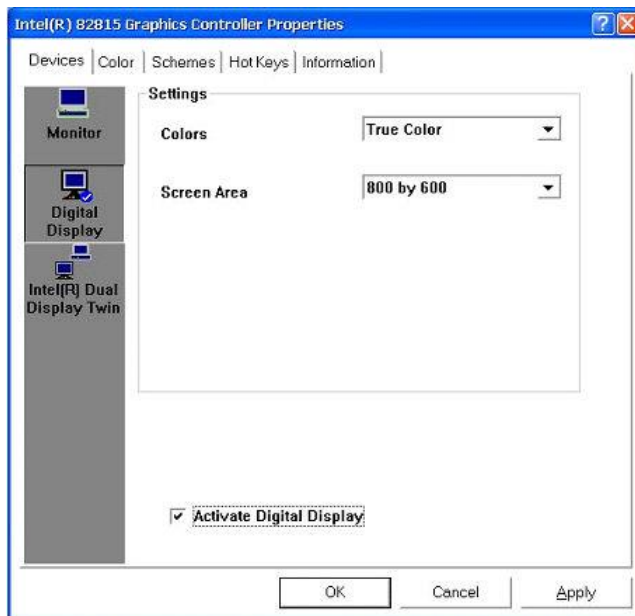 Intel(R) 82815 Graphics Controller Properties
Devices Color Schemes Hot Keys Information
Monitor
Digital
Display
Intel(R) Dual
Display Twin
Settings
Colors True Color
Screen Area 800 by 600
Activate Digital Display
OK Cancel Apply